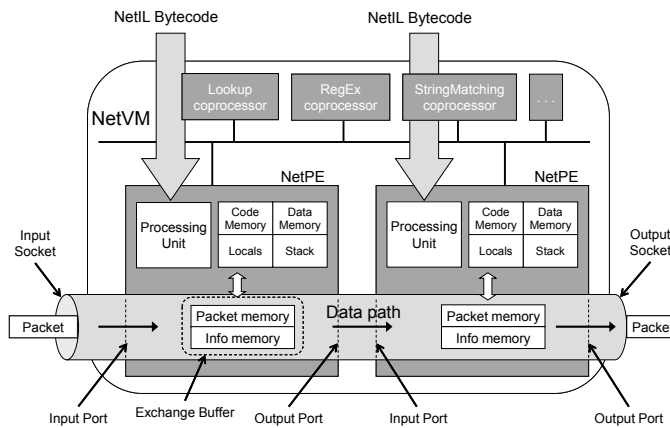 NetIL Bytecode
NetIL Bytecode
Lookup
coprocessor
RegEx
coprocessor
StringMatching
coprocessor
. . .
NetVM
NetPE
NetPE
Processing
Unit
Code
Memory
Data
Memory
Locals
Stack
Processing
Unit
Code
Memory
Data
Memory
Locals
Stack
Input
Socket
Output
Socket
Packet
Packet memory
Info memory
Data path
Packet memory
Info memory
Packe
Input Port
Exchange Buffer
Output Port
Input Port
Output Port